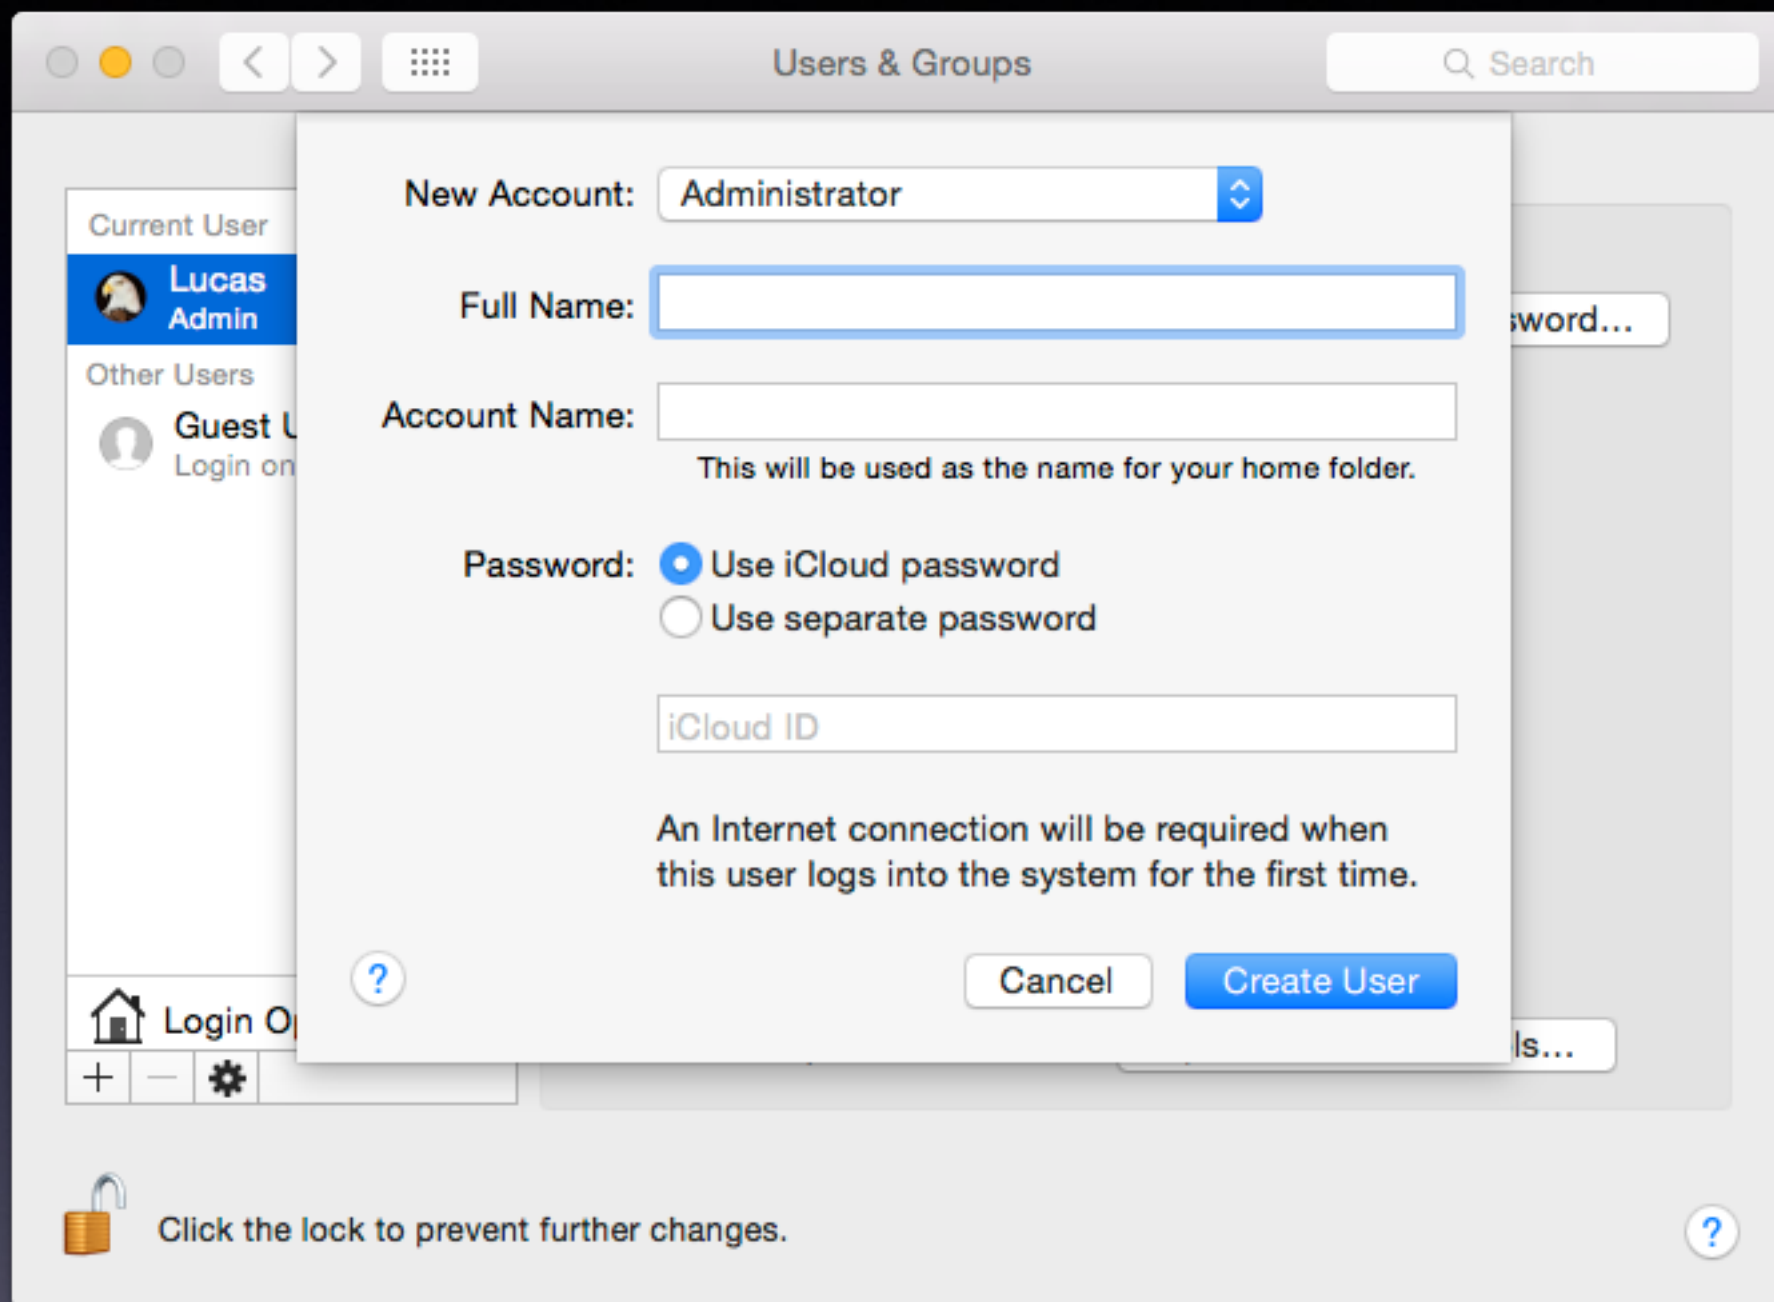 Users & Groups
Search
New Account:
Administrator
Current User
Lucas
Admin
Full Name:
Other Users
Guest U
Login on
Account Name:
This will be used as the name for your home folder.
Password:
Use iCloud password
Use separate password
iCloud ID
An Internet connection will be required when
this user logs into the system for the first time.
?
Cancel
Create User
Login O
sword...
ls...
Click the lock to prevent further changes.
?